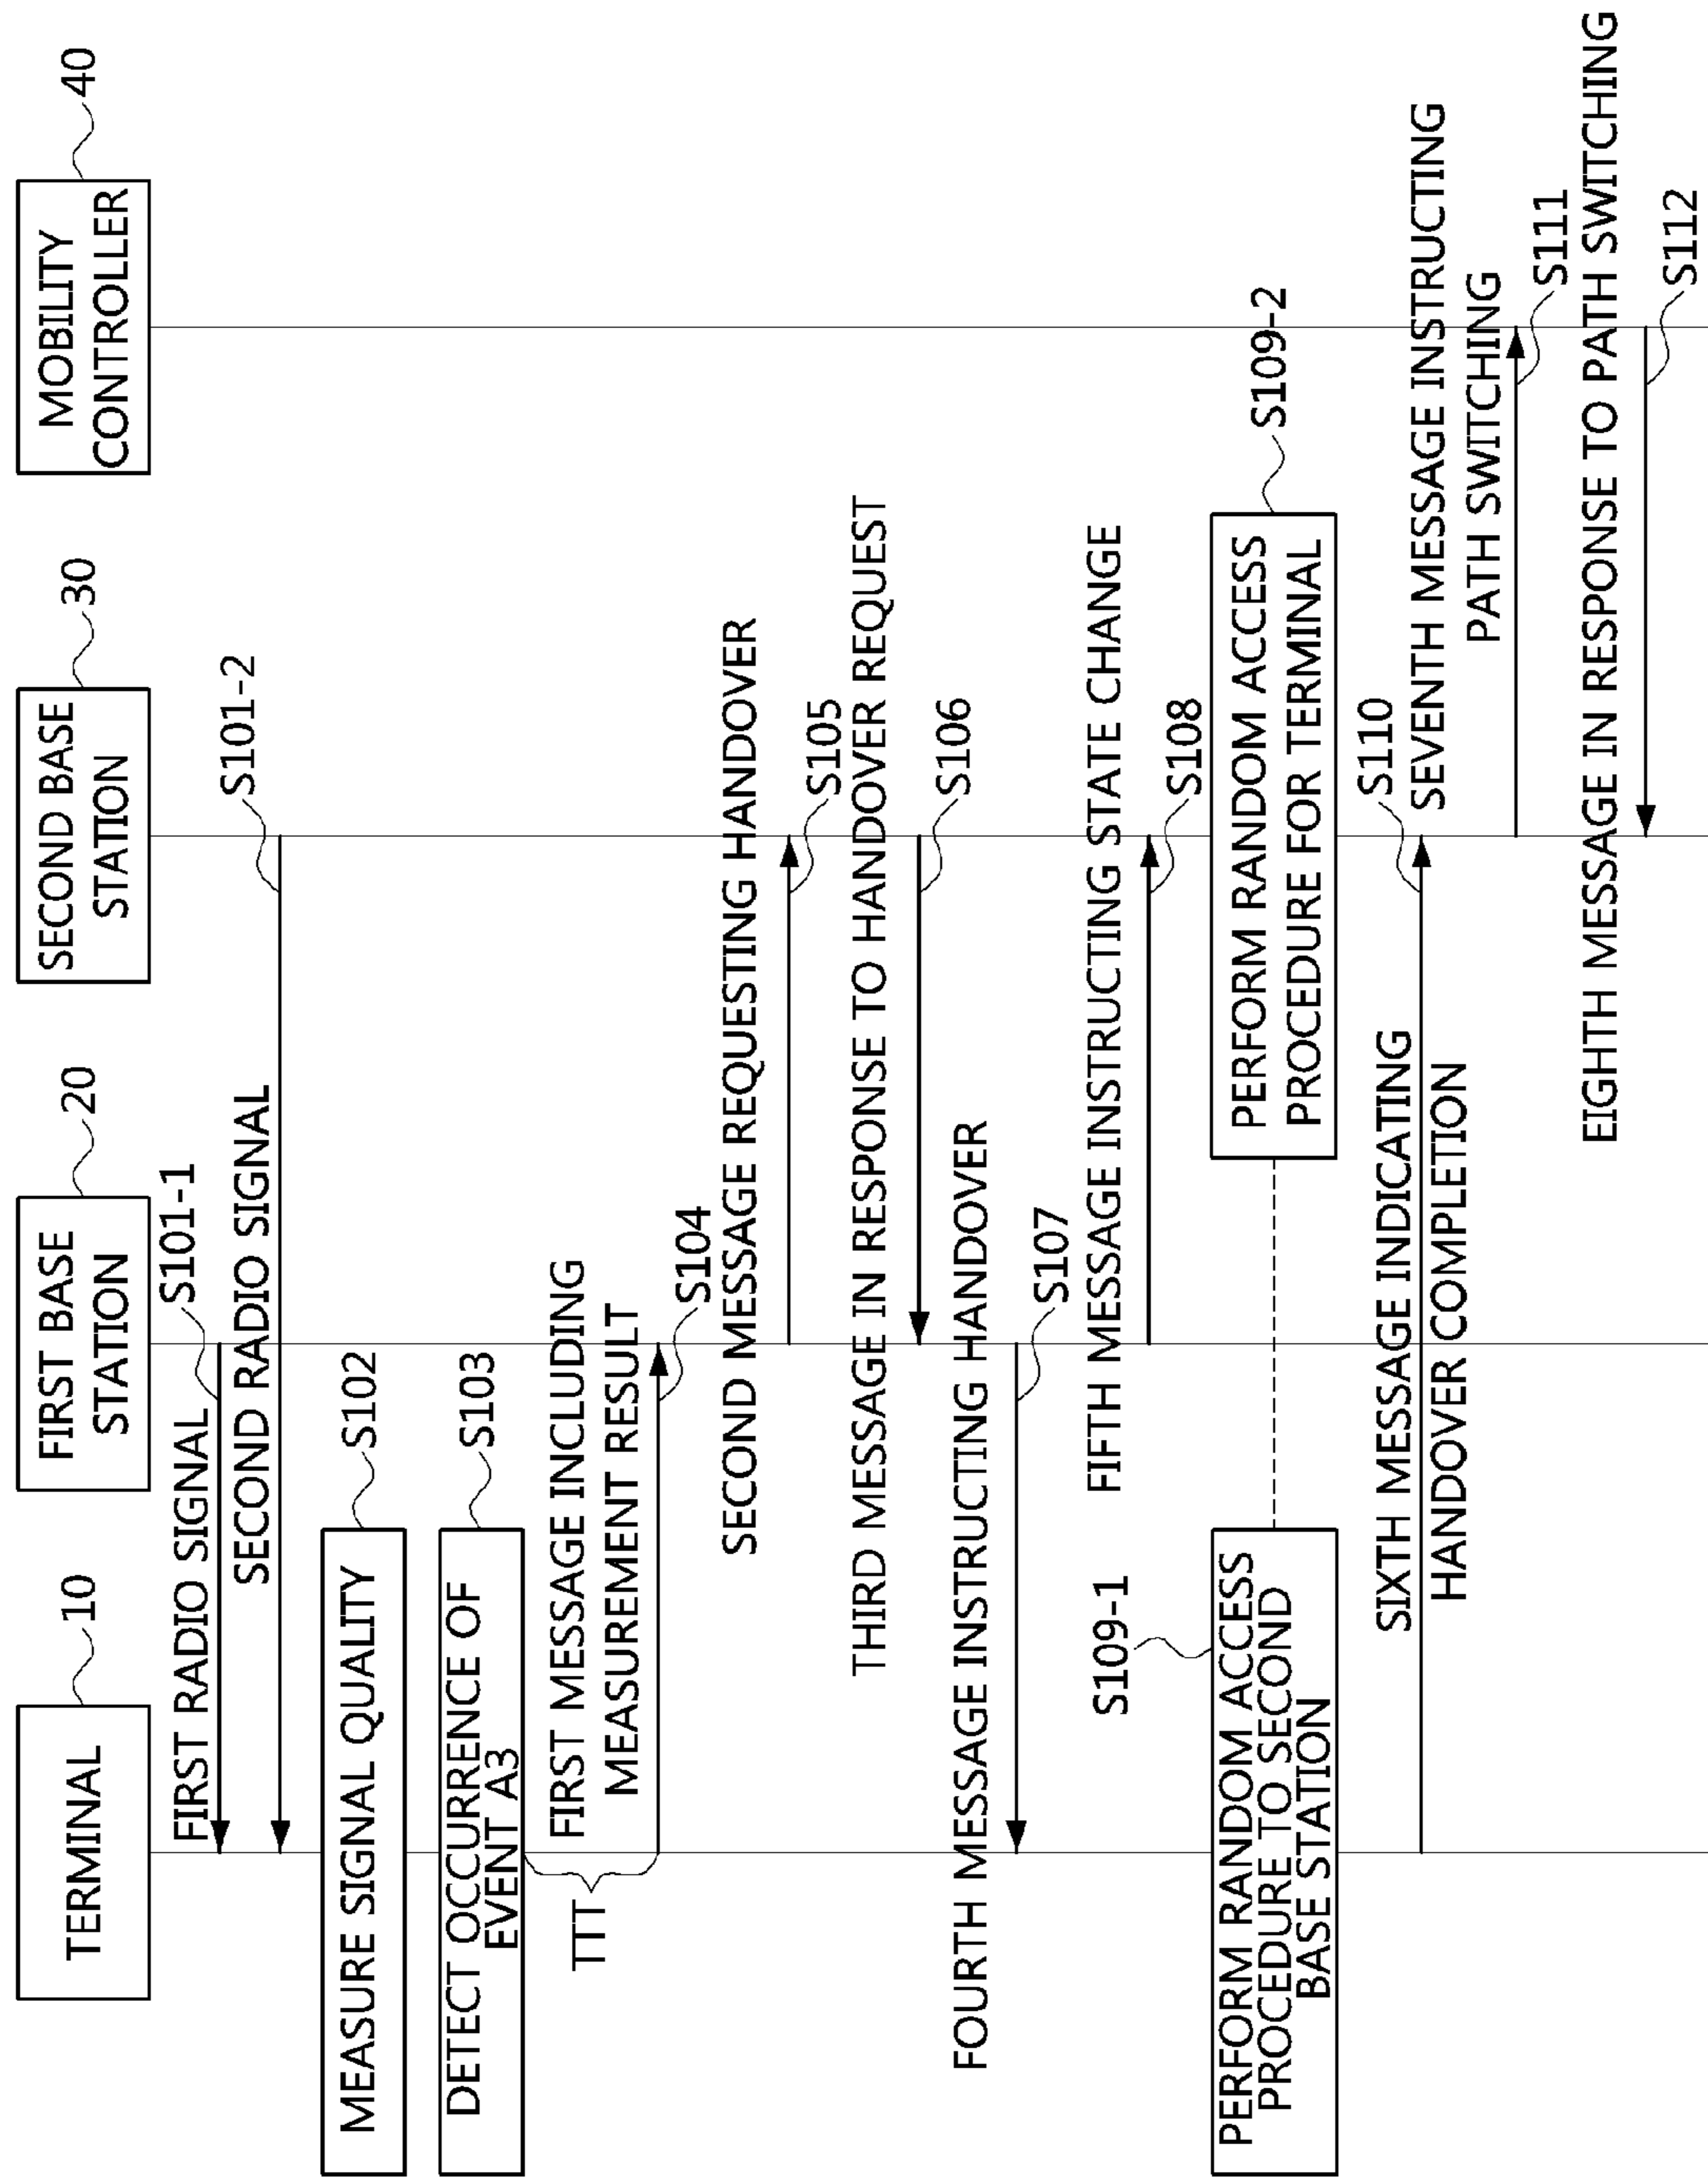 TERMINAL
10
FIRST BASE
STATION
20
SECOND BASE
STATION
30
MOBILITY
CONTROLLER
40
FIRST RADIO SIGNAL
S101-1
SECOND RADIO SIGNAL
S101-2
MEASURE SIGNAL QUALITY
S102
DETECT OCCURRENCE OF
EVENT A3
S103
TTT
FIRST MESSAGE INCLUDING
MEASUREMENT RESULT
S104
SECOND MESSAGE REQUESTING HANDOVER
S105
THIRD MESSAGE IN RESPONSE TO HANDOVER REQUEST
S106
FOURTH MESSAGE INSTRUCTING HANDOVER
S107
FIFTH MESSAGE INSTRUCTING STATE CHANGE
S108
S109-1
PERFORM RANDOM ACCESS
PROCEDURE TO SECOND
BASE STATION
PERFORM RANDOM ACCESS
PROCEDURE FOR TERMINAL
S109-2
SIXTH MESSAGE INDICATING
HANDOVER COMPLETION
S110
SEVENTH MESSAGE INSTRUCTING
PATH SWITCHING
S111
EIGHTH MESSAGE IN RESPONSE TO PATH SWITCHING
S112